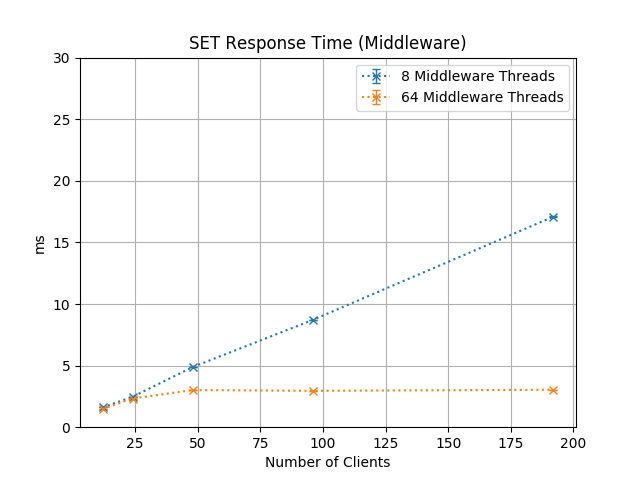 SET Response Time (Middleware)
8 Middleware Threads
64 Middleware Threads
ms
30
25
20
15
10
5
0
25 50 75 100 125 150 175 200
Number of Clients